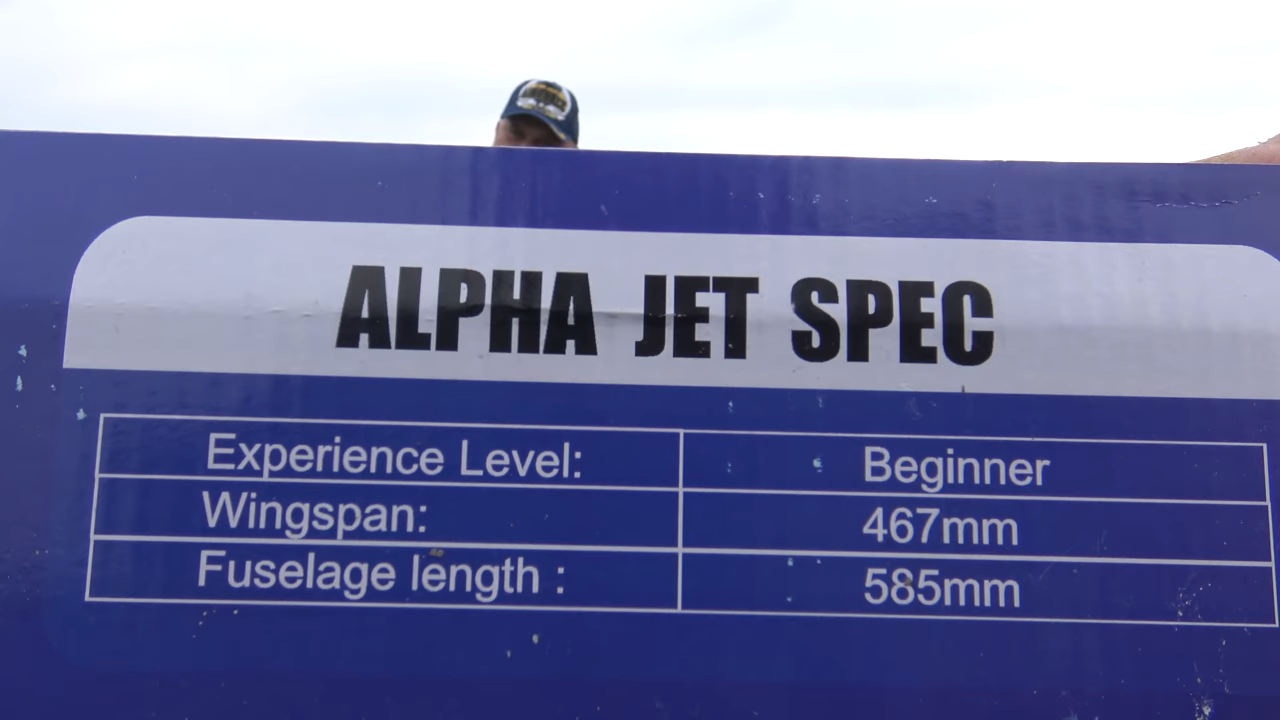 ALPHA JET SPEC
Experience Level: Beginner
Wingspan: 467mm
Fuselage length : 585mm